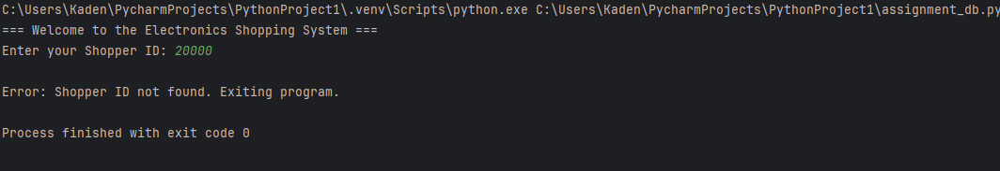 C:\Users\Kaden\PycharmProjects\PythonProject1\.venv\Scripts\python.exe C:\Users\Kaden\PycharmProjects\PythonProject1\assignment_db.py
=== Welcome to the Electronics Shopping System ===
Enter your Shopper ID: 20000
Error: Shopper ID not found. Exiting program.
Process finished with exit code 0